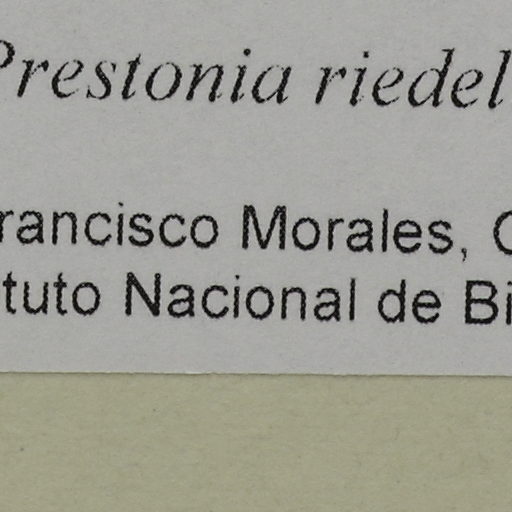 Prestonia riedel
rancisco Morales, C
tuto Nacional de Bi